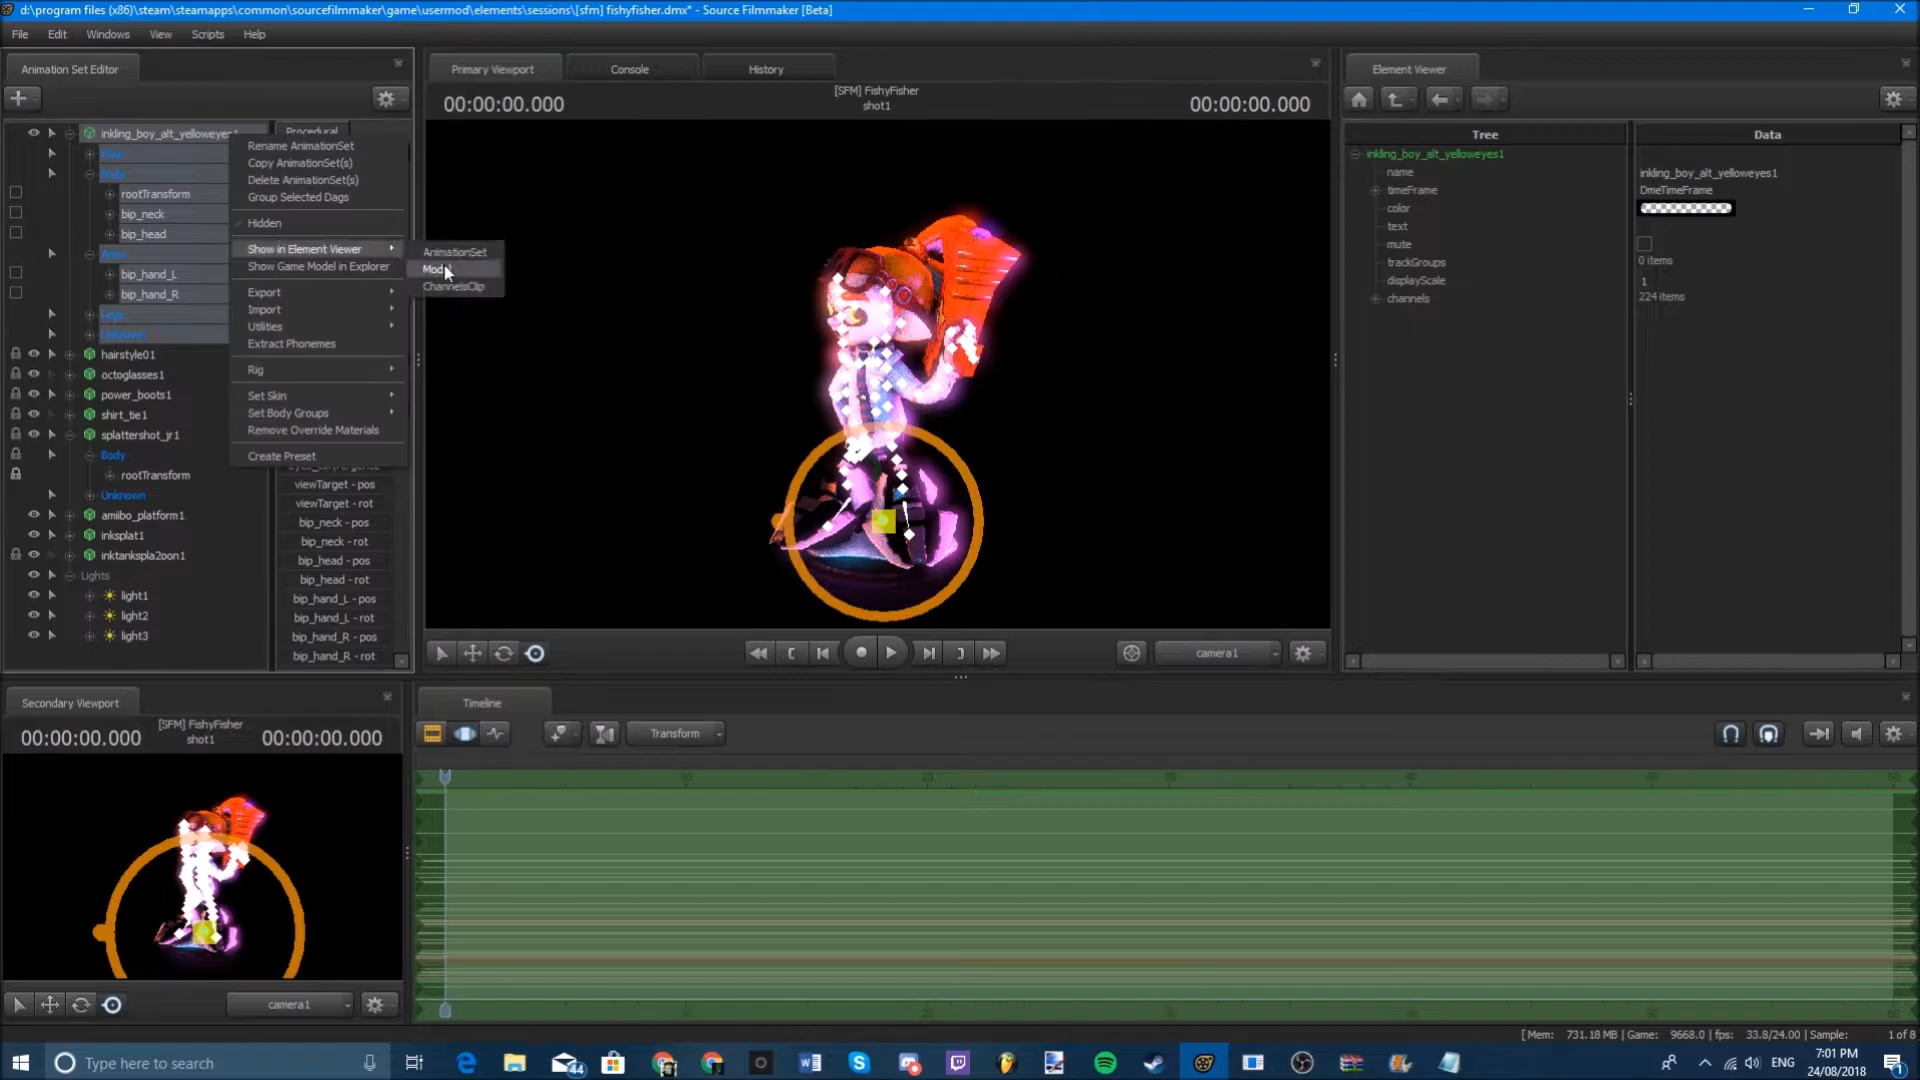 d:\program files (x86)\steam\steamapps\common\sourcefilmmaker\game\usermod\elements\sessions\[sfm] fishyfisher.dmx* - Source Filmmaker [Beta]
File Edit Windows View Scripts Help
Animation Set Editor
Primary Viewport Console History
Element Viewer
00:00:00.000
[SFM] FishyFisher
shot1
00:00:00.000
inkling_boy_alt_yelloweyes1
Procedural
Body
rootTransform
bip_neck
bip_head
Arms
bip_hand_L
bip_hand_R
Legs
Unknown
hairstyle01
octoglasses1
power_boots1
shirt_tie1
splattershot_jr1
Body
rootTransform
Unknown
amiibo_platform1
inksplat1
inktankspla2oon1
Lights
light1
light2
light3
Rename AnimationSet
Copy AnimationSet(s)
Delete AnimationSet(s)
Group Selected Dags
Hidden
Show in Element Viewer
Show Game Model in Explorer
Export
Import
Utilities
Extract Phonemes
Rig
Set Skin
Set Body Groups
Remove Override Materials
Create Preset
AnimationSet
Model
ChannelsClip
viewTarget - pos
viewTarget - rot
bip_neck - pos
bip_neck - rot
bip_head - pos
bip_head - rot
bip_hand_L - pos
bip_hand_L - rot
bip_hand_R - pos
bip_hand_R - rot
camera1
Tree Data
inkling_boy_alt_yelloweyes1
name inkling_boy_alt_yelloweyes1
timeFrame DmeTimeFrame
color
text
mute
trackGroups 0 items
displayScale 1
channels 224 items
Secondary Viewport
00:00:00.000
[SFM] FishyFisher
shot1
00:00:00.000
camera1
Timeline
Transform
[ Mem: 731.18 MB | Game: 9668.0 | fps: 33.8/24.00 | Sample: 1 of 8
Type here to search
44
ENG
7:01 PM
24/08/2018
1